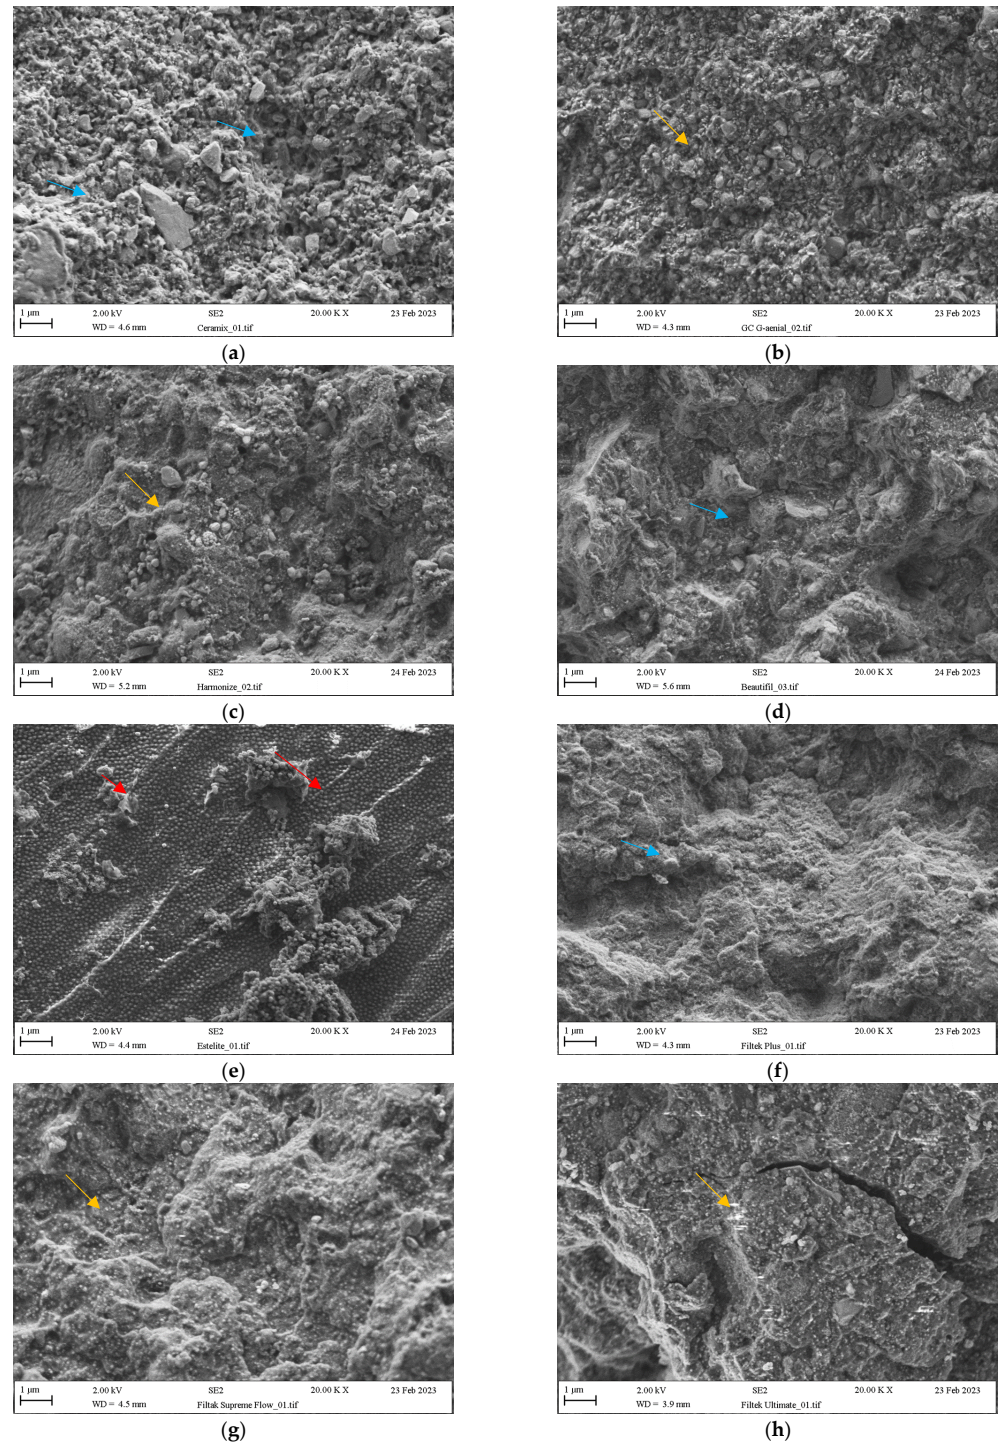 1 µm 2.00 kV SE2 20.00 K X 23 Feb 2023
WD = 4.6 mm Ceramix_01.tif
(a)
1 µm 2.00 kV SE2 20.00 K X 23 Feb 2023
WD = 4.3 mm GC G-aenial_02.tif
(b)
1 µm 2.00 kV SE2 20.00 K X 24 Feb 2023
WD = 5.2 mm Harmonize_02.tif
(c)
1 µm 2.00 kV SE2 20.00 K X 24 Feb 2023
WD = 5.6 mm Beautifil_03.tif
(d)
1 µm 2.00 kV SE2 20.00 K X 24 Feb 2023
WD = 4.4 mm Estelite_01.tif
(e)
1 µm 2.00 kV SE2 20.00 K X 23 Feb 2023
WD = 4.3 mm Filtek Plus_01.tif
(f)
1 µm 2.00 kV SE2 20.00 K X 23 Feb 2023
WD = 4.5 mm Filtak Supreme Flow_01.tif
(g)
1 µm 2.00 kV SE2 20.00 K X 23 Feb 2023
WD = 3.9 mm Filtek Ultimate_01.tif
(h)